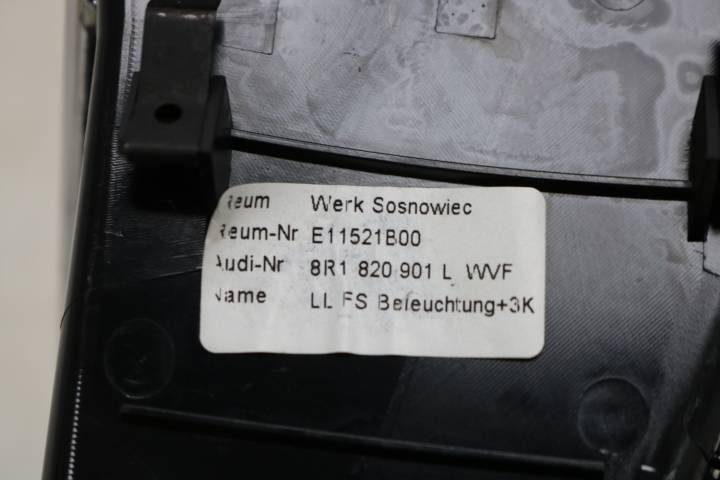 Reum Werk Sosnowiec
Reum-Nr E11521B00
Audi-Nr 8R1 820 901 L WVF
Name LL FS Beleuchtung+3K